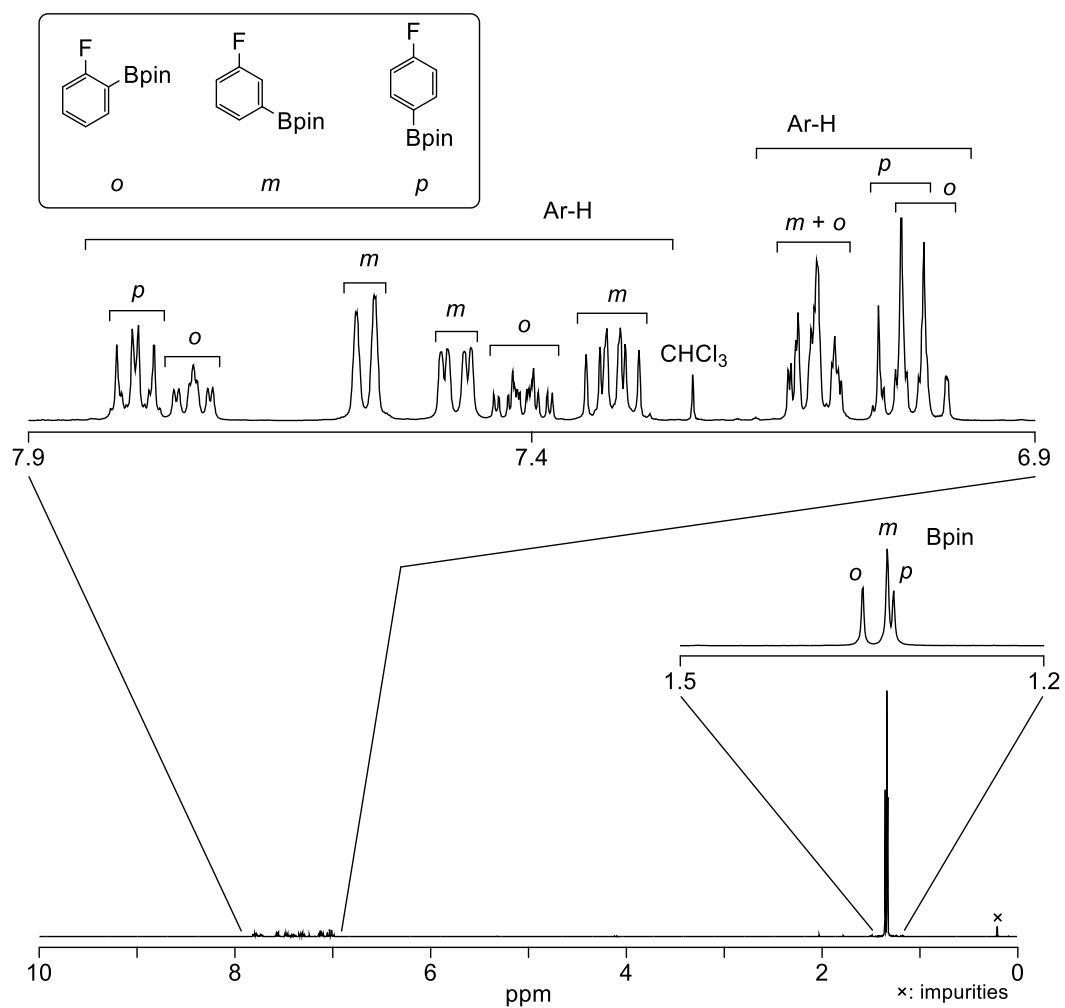 F
F
F
Bpin
Bpin
Bpin
o
m
p
Ar-H
Ar-H
p
o
m + o
m
p
o
m
o
m
CHCl3
7.9
7.4
6.9
m
Bpin
o
p
1.5
1.2
×
10
8
6
4
2
0
ppm
×: impurities